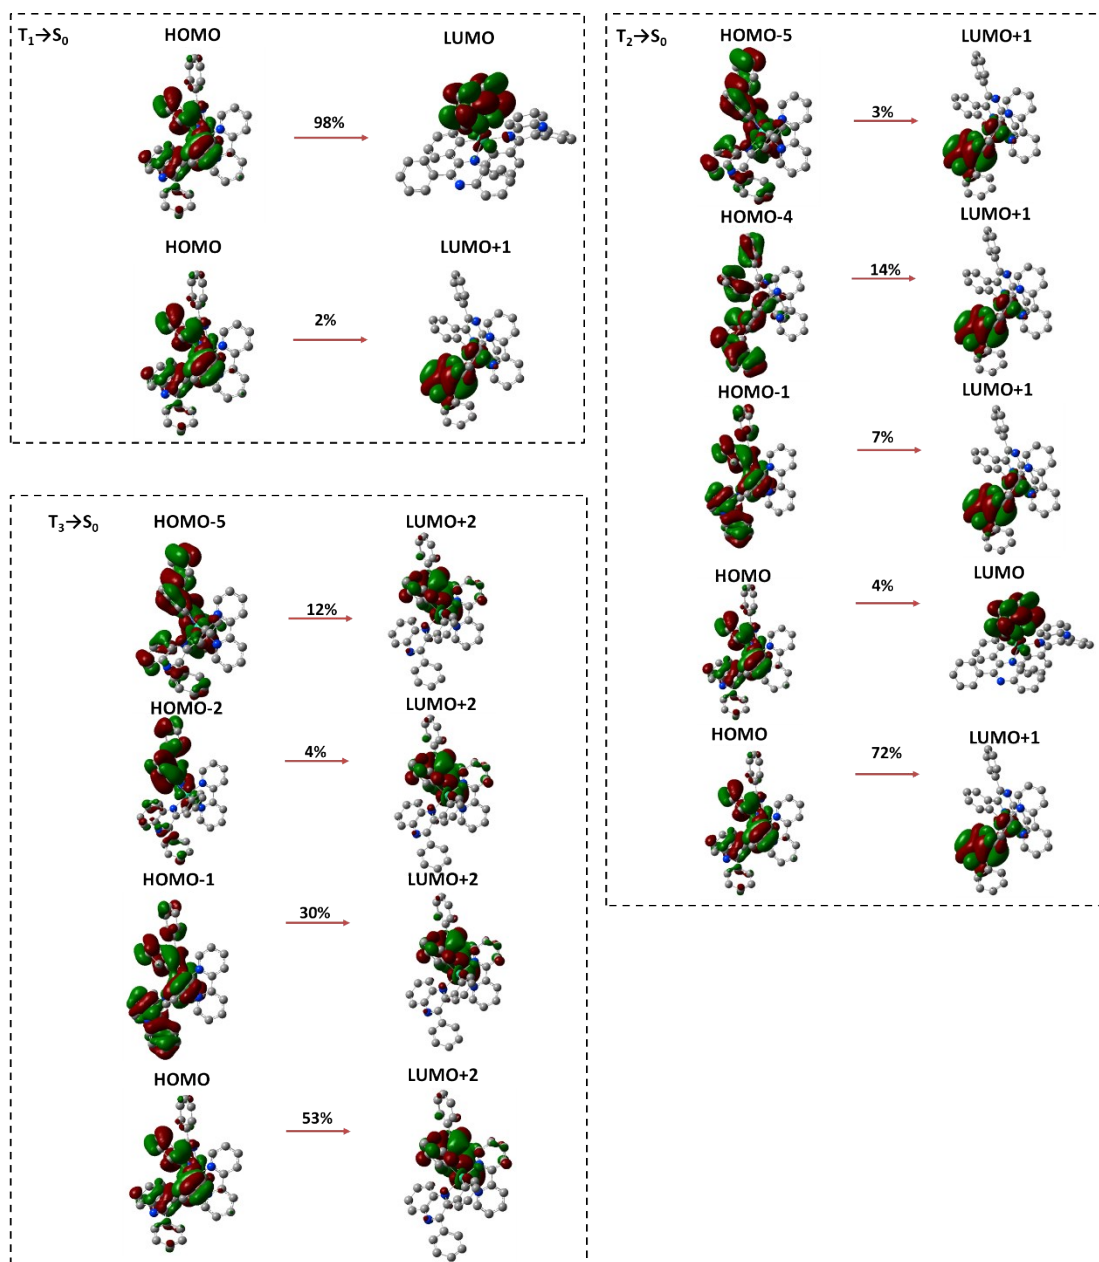 T₁→S₀
HOMO
LUMO
98%
HOMO
LUMO+1
2%
T₃→S₀
HOMO-5
LUMO+2
12%
HOMO-2
LUMO+2
4%
HOMO-1
LUMO+2
30%
HOMO
LUMO+2
53%
T₂→S₀
HOMO-5
LUMO+1
3%
HOMO-4
LUMO+1
14%
HOMO-1
LUMO+1
7%
HOMO
LUMO
4%
HOMO
LUMO+1
72%